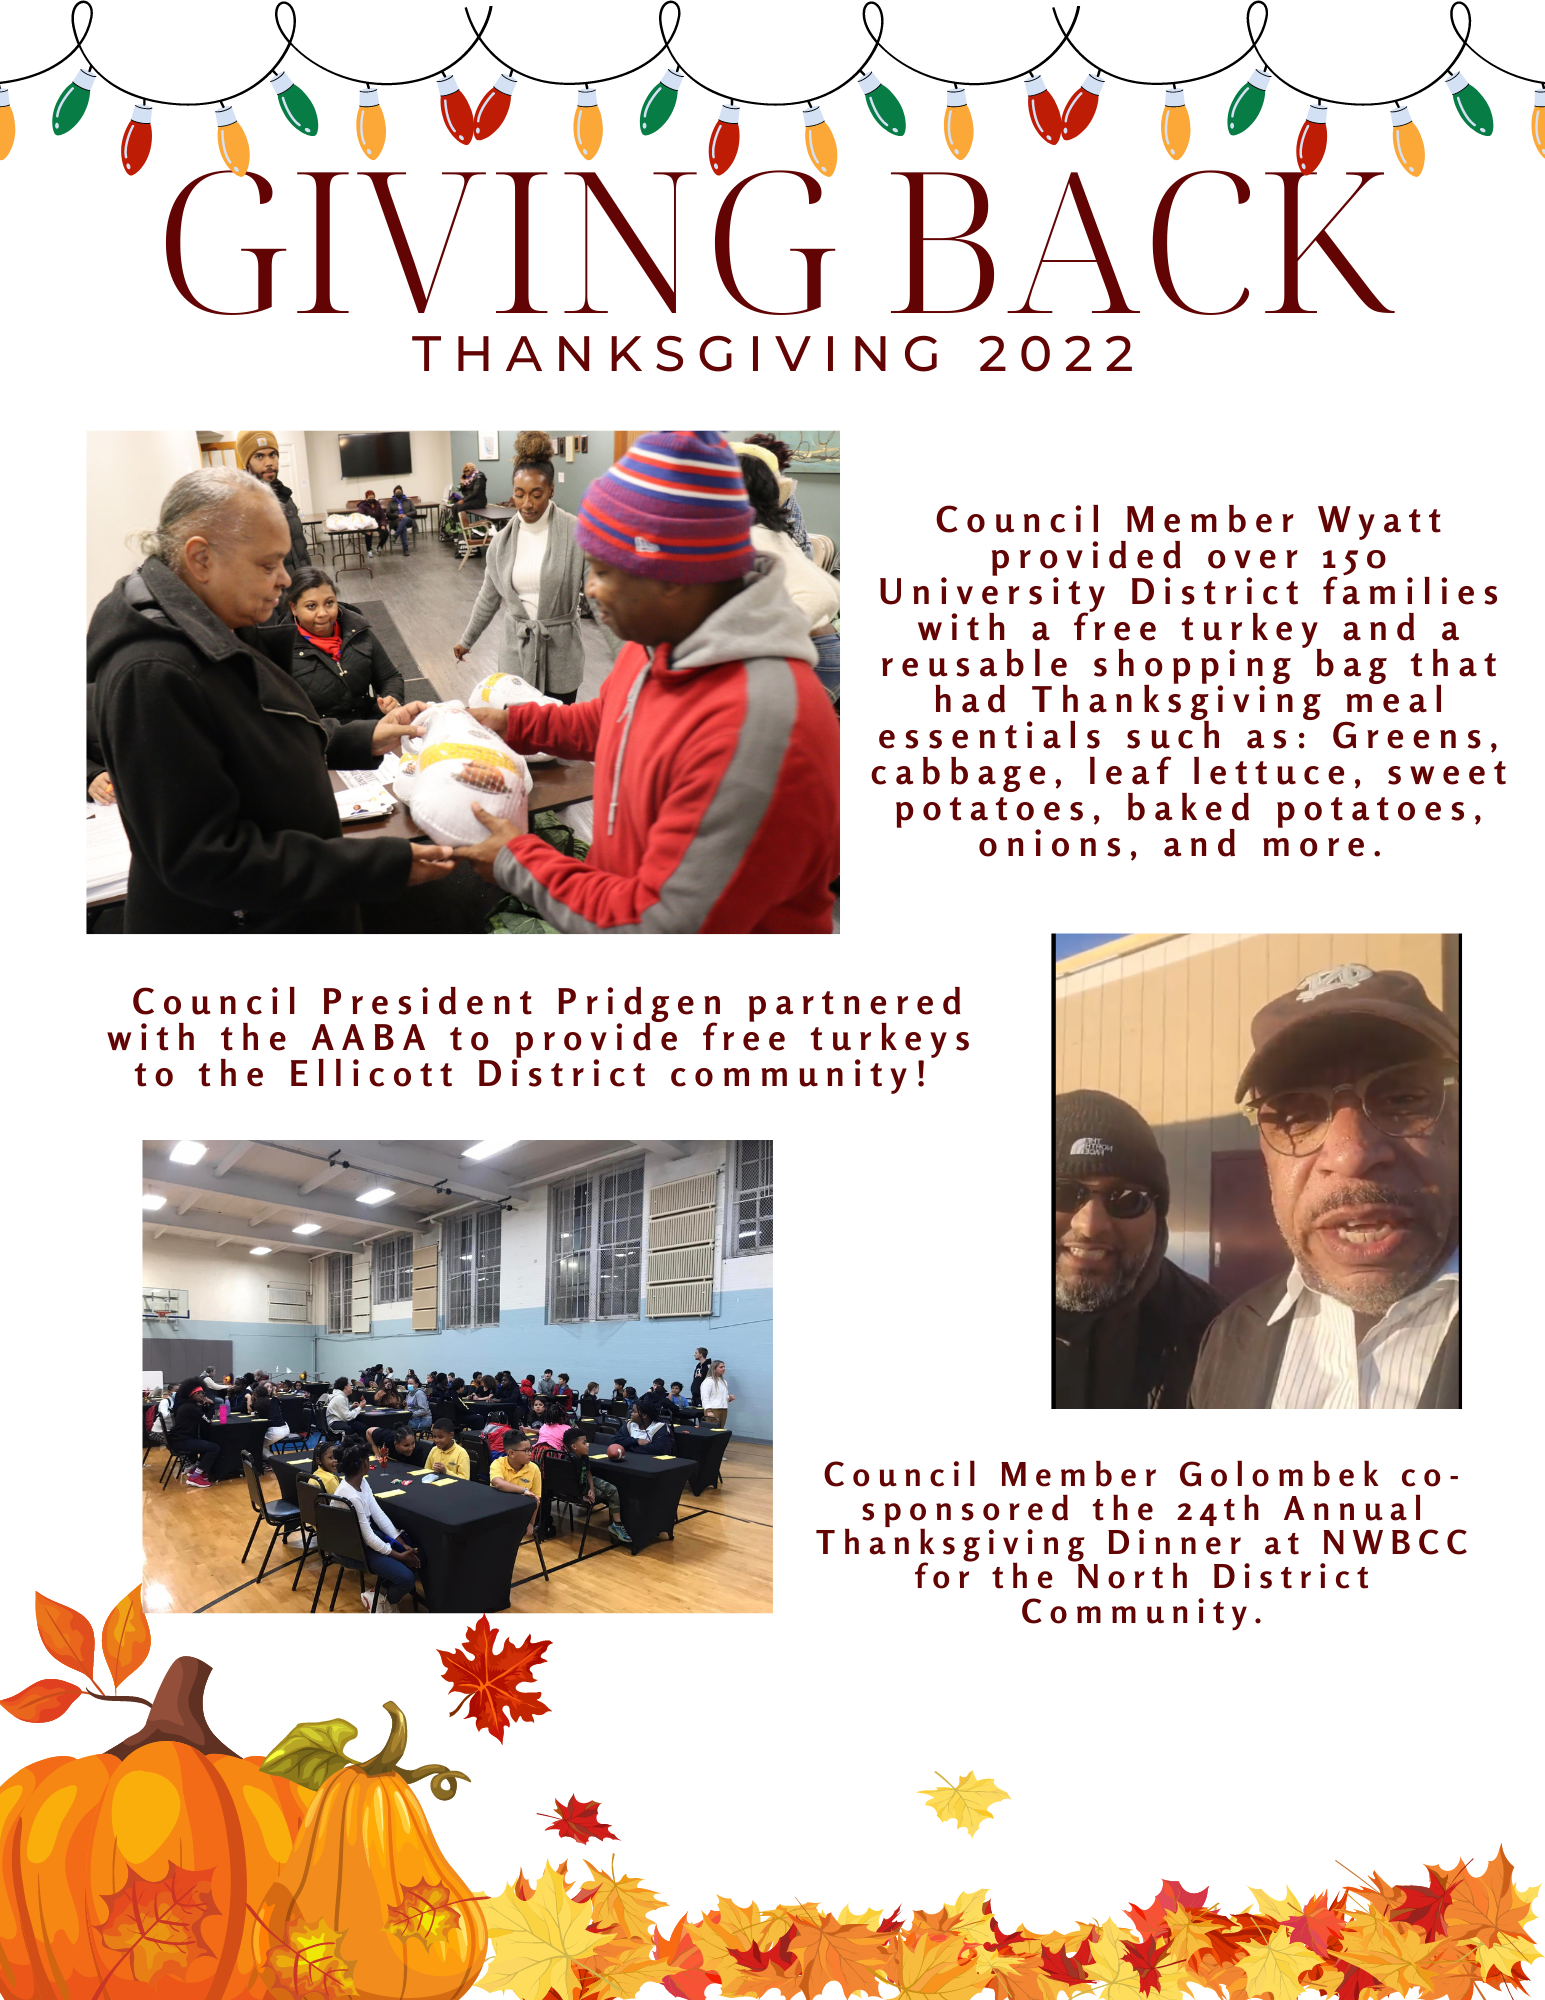 GIVING BACK
THANKSGIVING 2022
Council Member Wyatt
provided over 150
University District families
with a free turkey and a
reusable shopping bag that
had Thanksgiving meal
essentials such as: Greens,
cabbage, leaf lettuce, sweet
potatoes, baked potatoes,
onions, and more.
Council President Pridgen partnered
with the AABA to provide free turkeys
to the Ellicott District community!
THE
NORTH
FACE
Council Member Golombek co-
sponsored the 24th Annual
Thanksgiving Dinner at NWBCC
for the North District
Community.